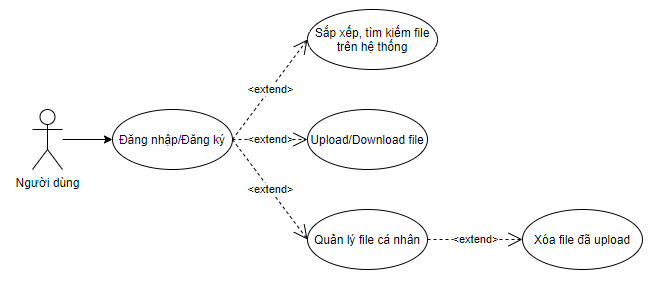 Sắp xếp, tìm kiếm file
trên hệ thống
<extend>
Đăng nhập/Đăng ký
<extend>
Upload/Download file
Người dùng
<extend>
Quản lý file cá nhân
<extend>
Xóa file đã upload